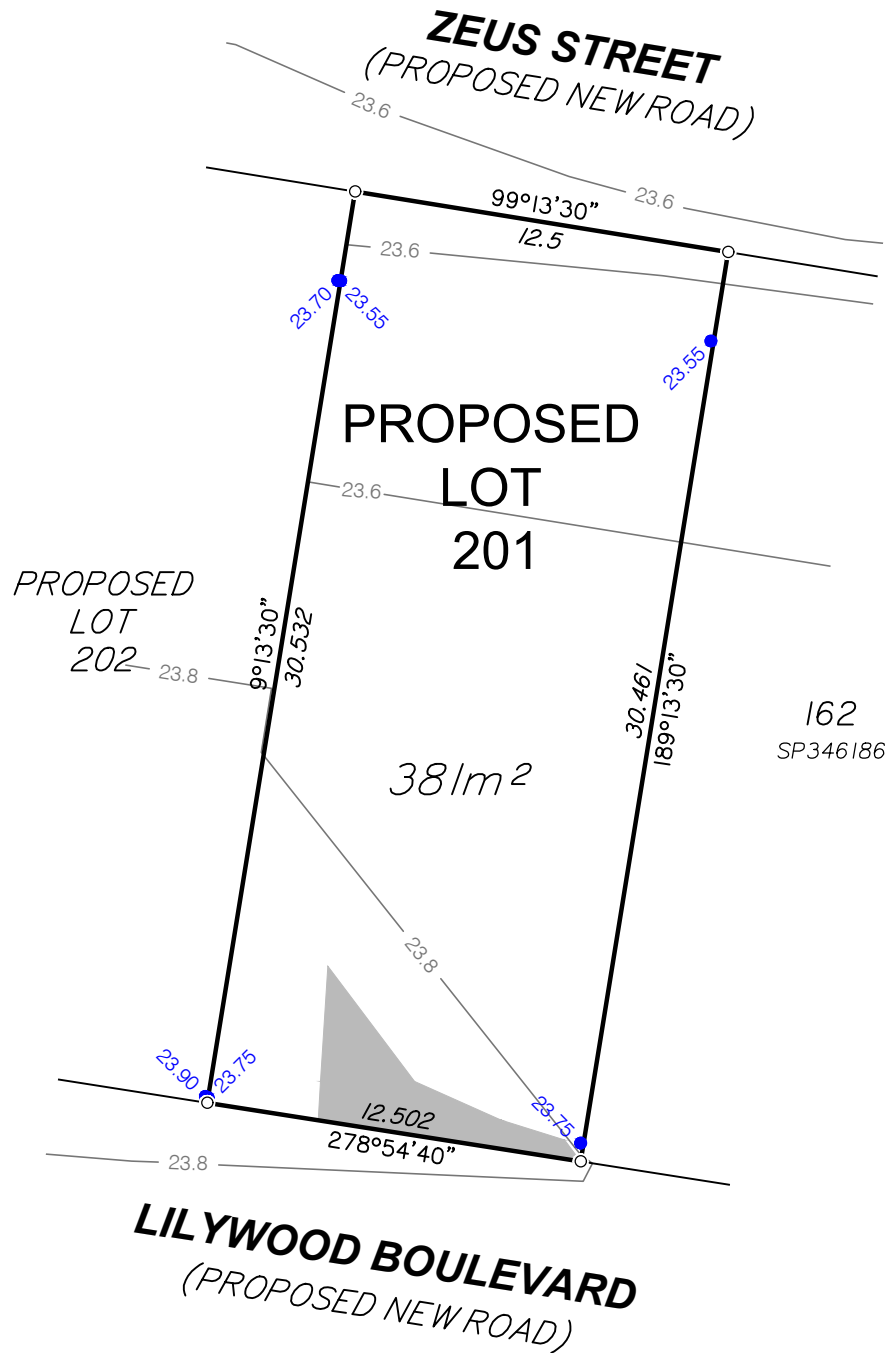 ZEUS STREET
(PROPOSED NEW ROAD)
23.6
23.6
99°13'30"
12.5
23.6
23.70
23.55
23.55
PROPOSED
LOT
201
23.6
PROPOSED
LOT
202
23.8
9°13'30"
30.532
30.461
189°13'30"
162
SP346186
381m²
23.8
23.90
23.75
23.75
12.502
278°54'40"
23.8
LILYWOOD BOULEVARD
(PROPOSED NEW ROAD)